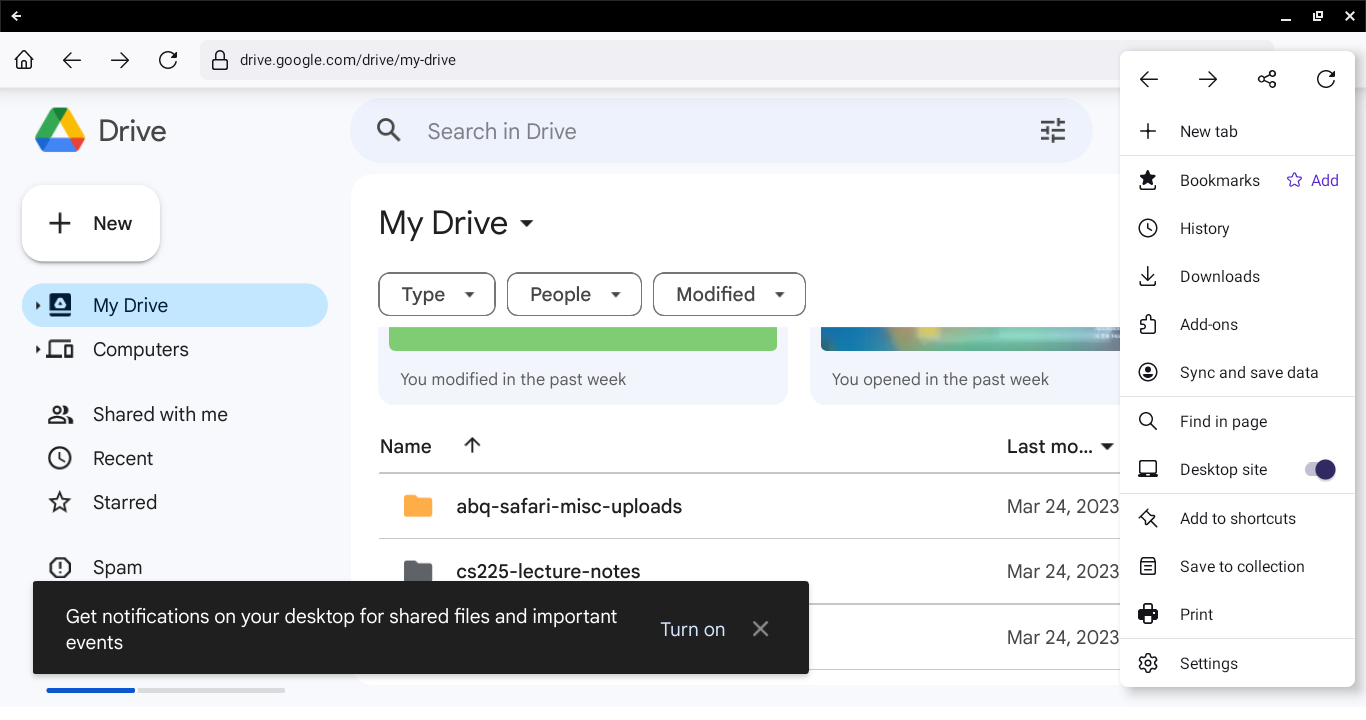 drive.google.com/drive/my-drive
Drive
Search in Drive
New
My Drive
Computers
Shared with me
Recent
Starred
Spam
My Drive
Type
People
Modified
You modified in the past week
You opened in the past week
Name
Last mo...
abq-safari-misc-uploads
Mar 24, 2023
cs225-lecture-notes
Mar 24, 2023
Mar 24, 2023
Get notifications on your desktop for shared files and important
events
Turn on
New tab
Bookmarks
Add
History
Downloads
Add-ons
Sync and save data
Find in page
Desktop site
Add to shortcuts
Save to collection
Print
Settings